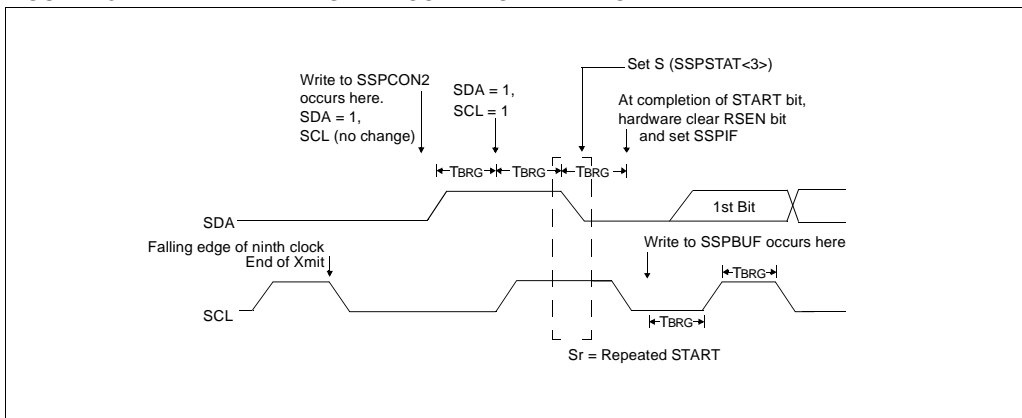 Set S (SSPSTAT<3>)
Write to SSPCON2
occurs here.
SDA = 1,
SCL (no change)
SDA = 1,
SCL = 1
At completion of START bit,
hardware clear RSEN bit
and set SSPIF
TBRG
TBRG
TBRG
SDA
1st Bit
Falling edge of ninth clock
End of Xmit
Write to SSPBUF occurs here
TBRG
SCL
TBRG
Sr = Repeated START